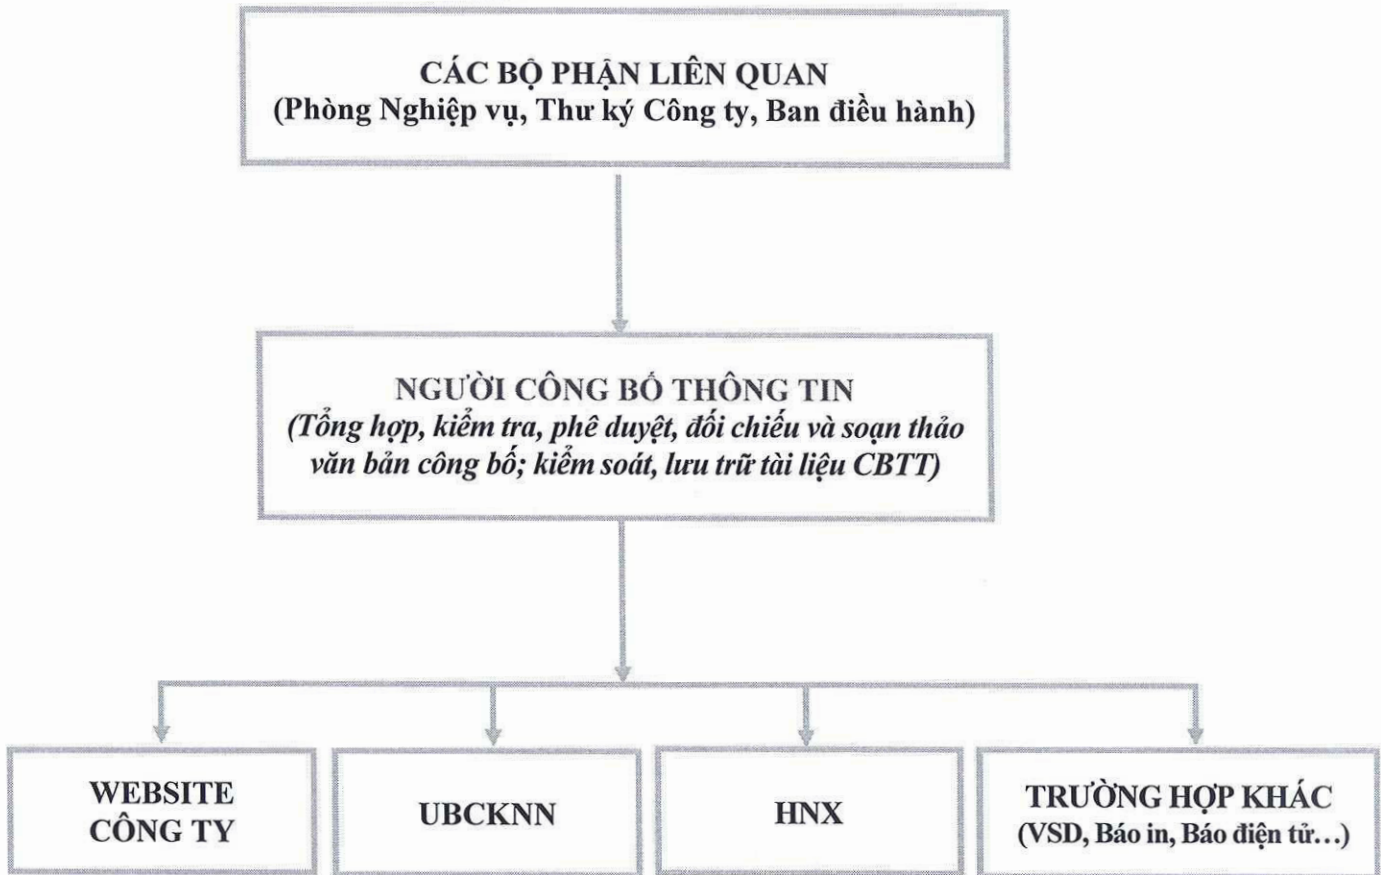 CÁC BỘ PHẬN LIÊN QUAN
(Phòng Nghiệp vụ, Thư ký Công ty, Ban điều hành)
NGƯỜI CÔNG BỐ THÔNG TIN
(Tổng hợp, kiểm tra, phê duyệt, đối chiếu và soạn thảo
văn bản công bố; kiểm soát, lưu trữ tài liệu CBTT)
WEBSITE
CÔNG TY
UBCKNN
HNX
TRƯỜNG HỢP KHÁC
(VSD, Báo in, Báo điện tử...)